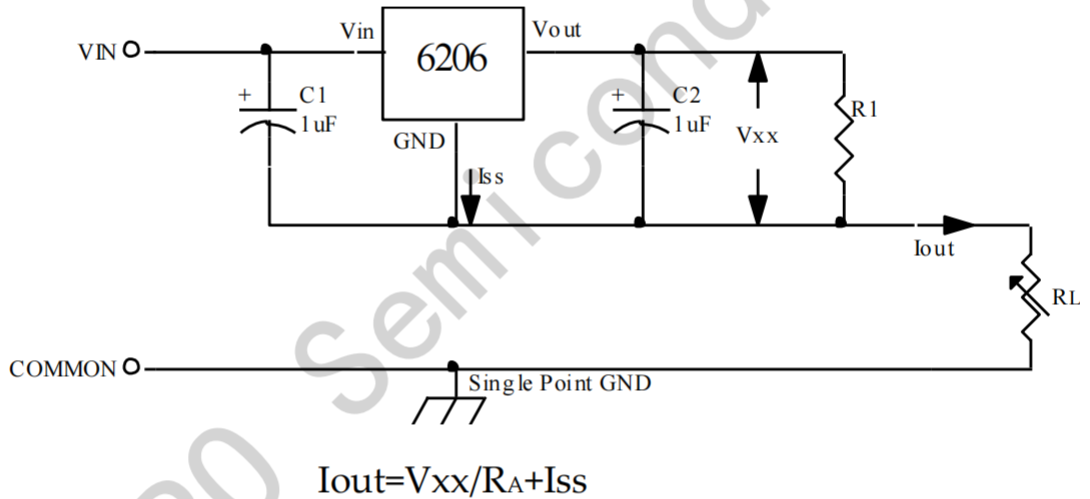 Vin
Vout
VIN
6206
+
C1
1uF
+
C2
1uF
R1
GND
Vxx
Iss
Iout
RL
COMMON
Single Point GND
Iout=Vxx/RA+Iss
Semicond